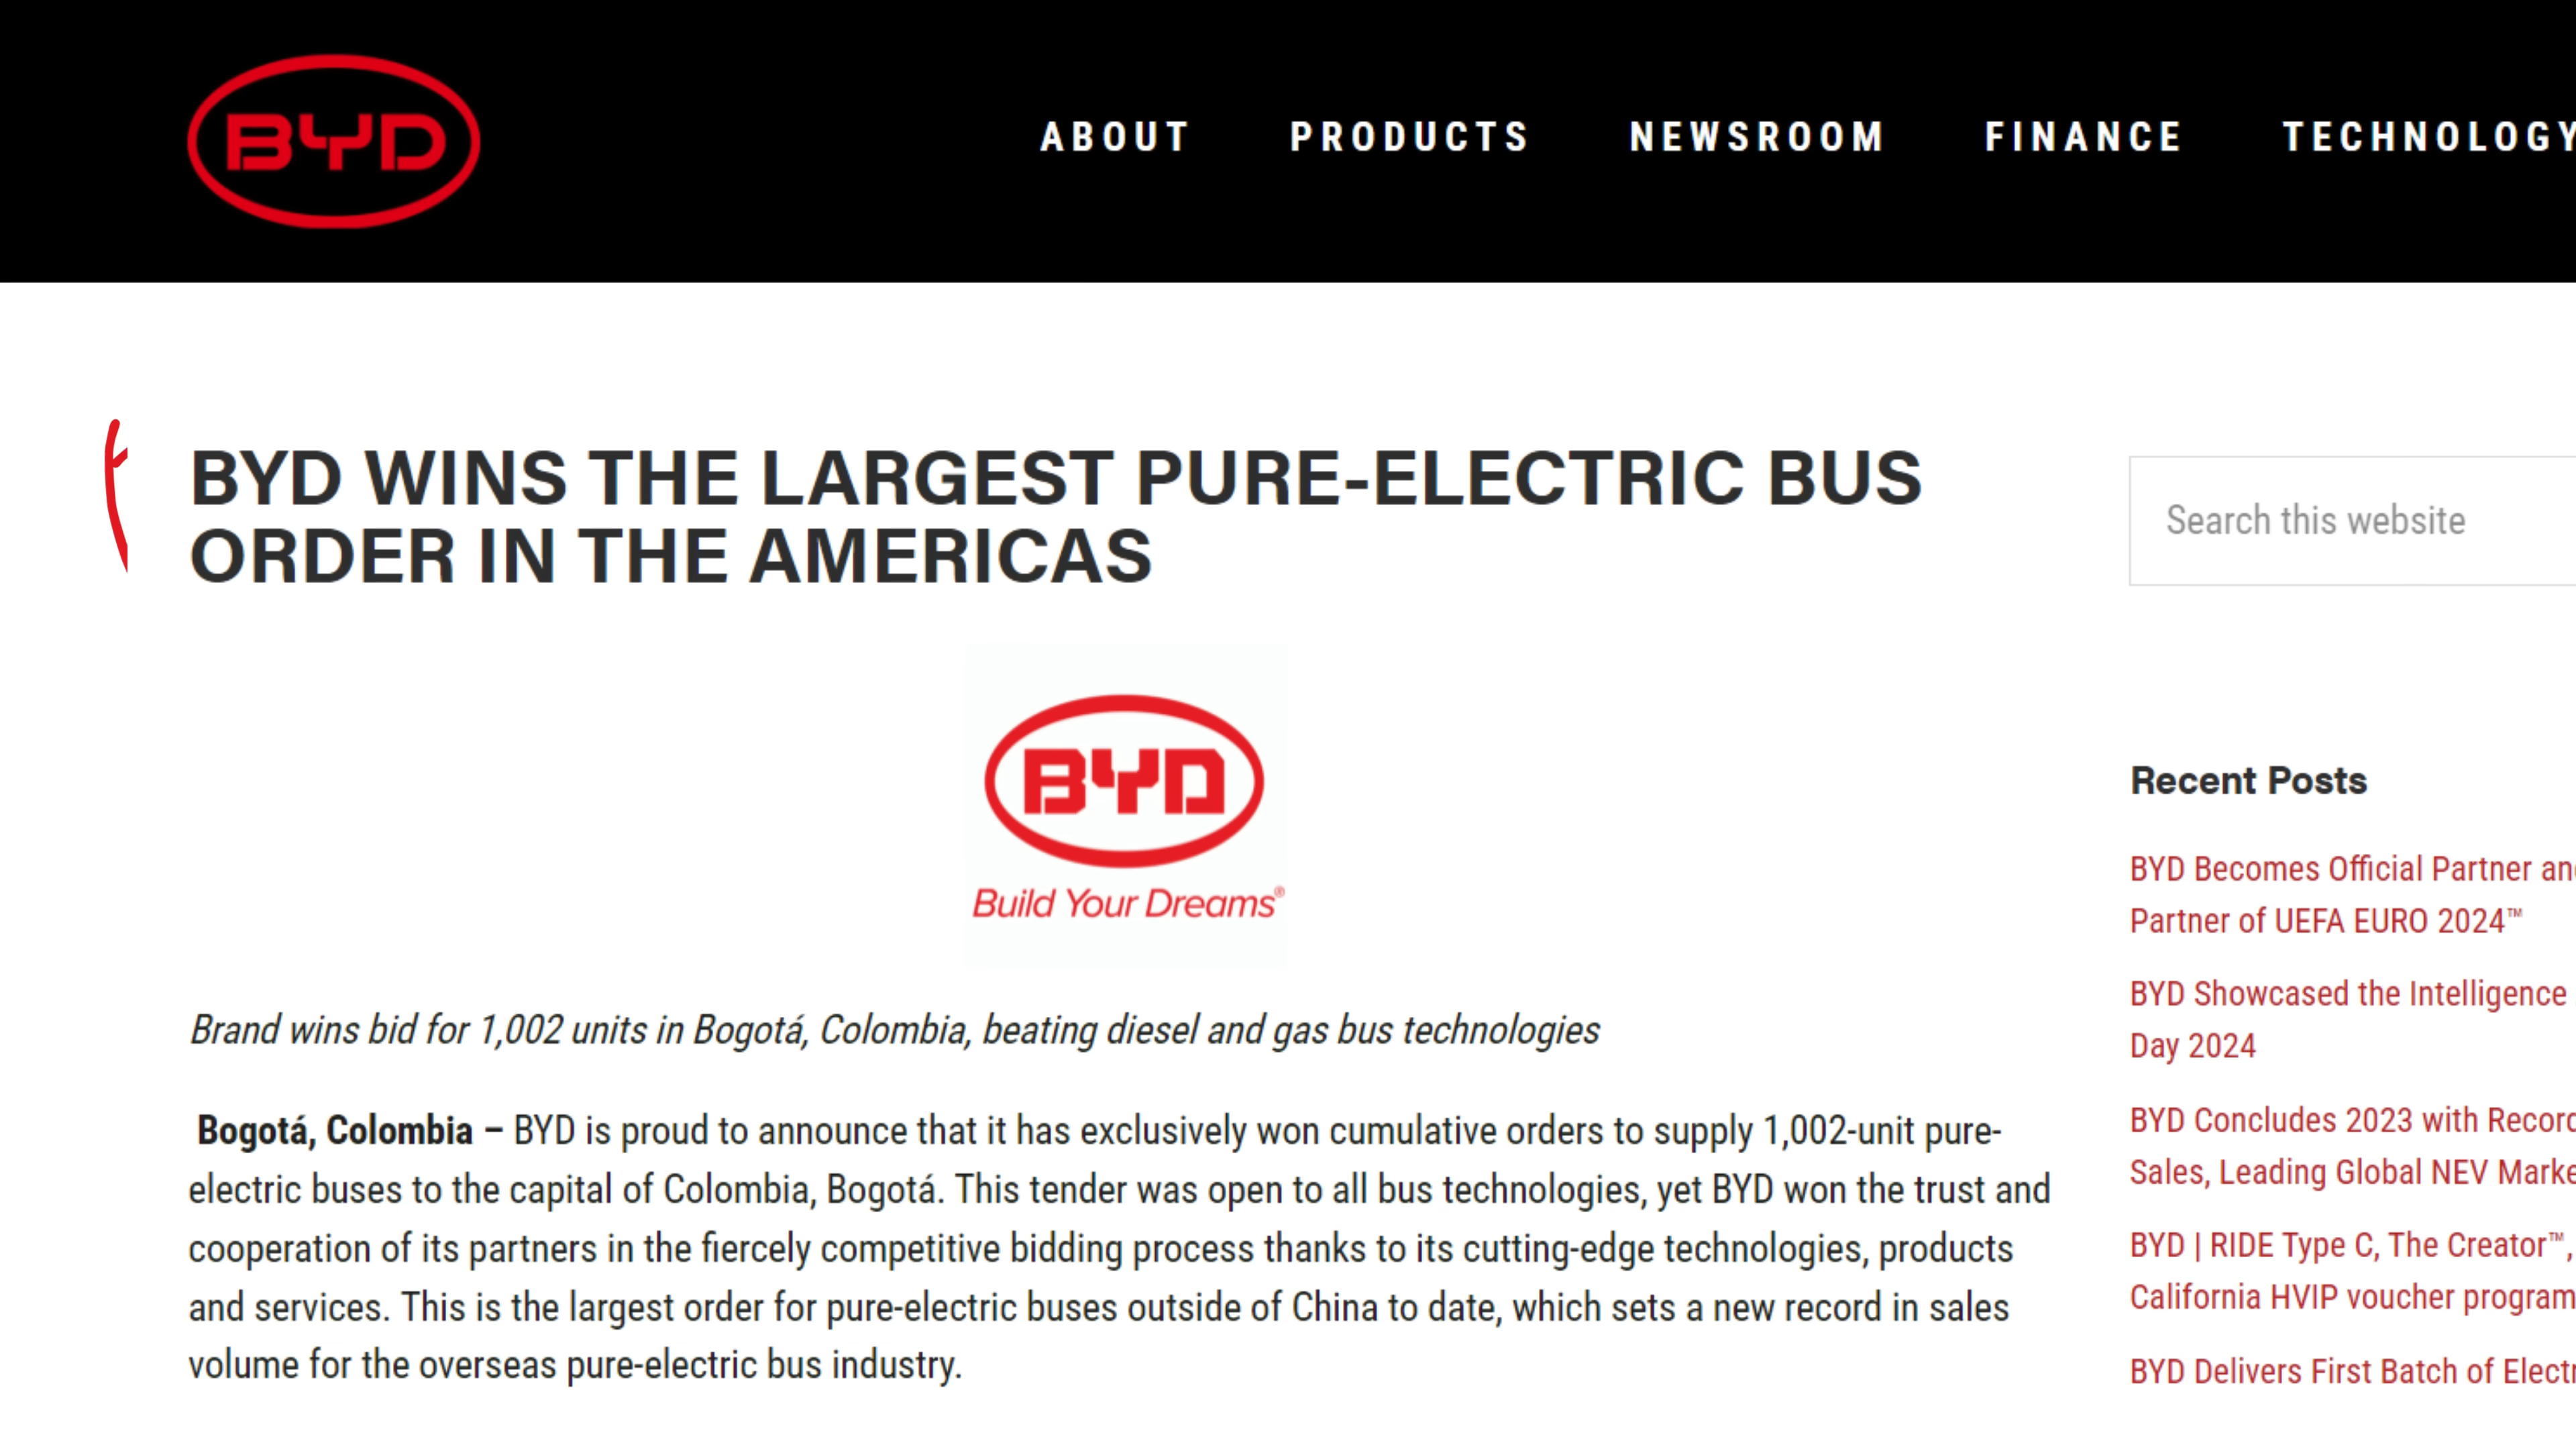 BYD
ABOUT PRODUCTS NEWSROOM FINANCE TECHNOLOGY
BYD WINS THE LARGEST PURE-ELECTRIC BUS
ORDER IN THE AMERICAS
Search this website
BYD
Build Your Dreams®
Brand wins bid for 1,002 units in Bogotá, Colombia, beating diesel and gas bus technologies
Bogotá, Colombia – BYD is proud to announce that it has exclusively won cumulative orders to supply 1,002-unit pure-
electric buses to the capital of Colombia, Bogotá. This tender was open to all bus technologies, yet BYD won the trust and
cooperation of its partners in the fiercely competitive bidding process thanks to its cutting-edge technologies, products
and services. This is the largest order for pure-electric buses outside of China to date, which sets a new record in sales
volume for the overseas pure-electric bus industry.
Recent Posts
BYD Becomes Official Partner
Partner of UEFA EURO 2024™
BYD Showcased the Intelligence
Day 2024
BYD Concludes 2023 with Record
Sales, Leading Global NEV
BYD | RIDE Type C, The Creator™,
California HVIP voucher program
BYD Delivers First Batch of